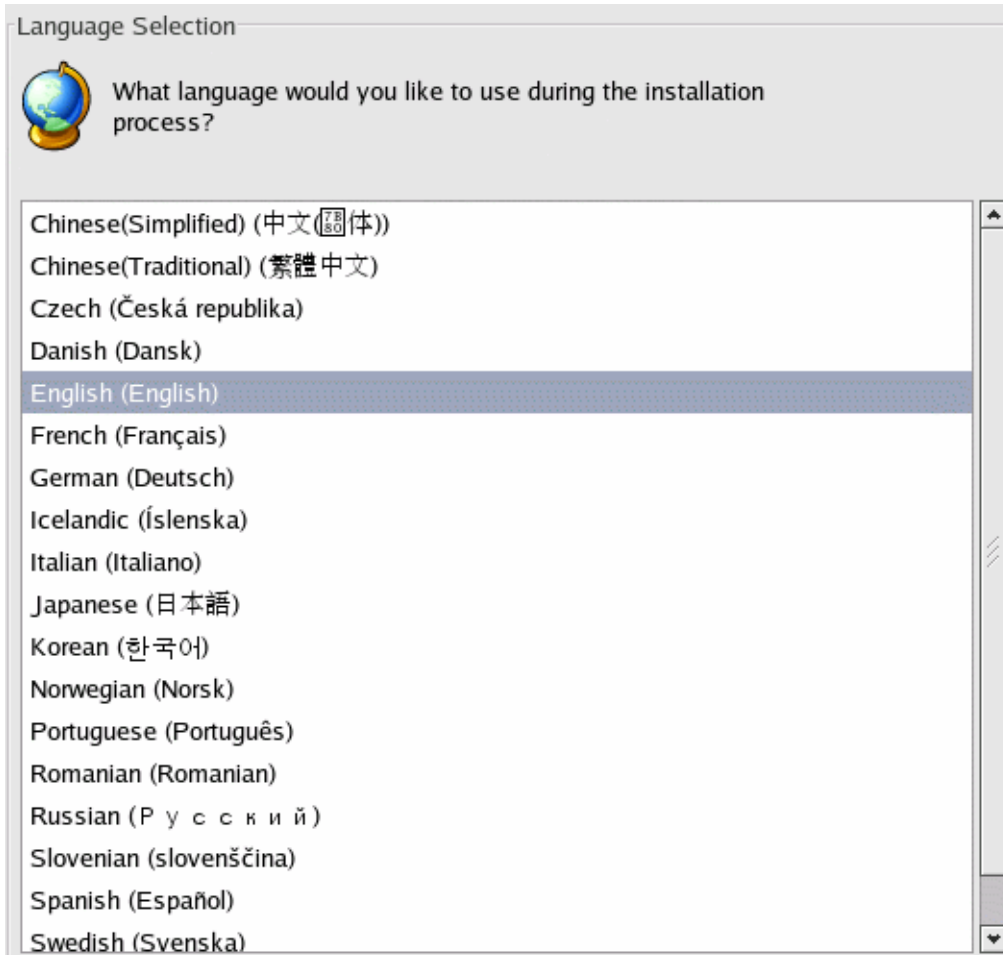 Language Selection
What language would you like to use during the installation
process?
Chinese(Simplified) (中文(体))
Chinese(Traditional) (繁體中文)
Czech (Česká republika)
Danish (Dansk)
English (English)
French (Français)
German (Deutsch)
Icelandic (Íslenska)
Italian (Italiano)
Japanese (日本語)
Korean (한국어)
Norwegian (Norsk)
Portuguese (Português)
Romanian (Romanian)
Russian (Р у с с к и й)
Slovenian (slovenščina)
Spanish (Español)
Swedish (Svenska)